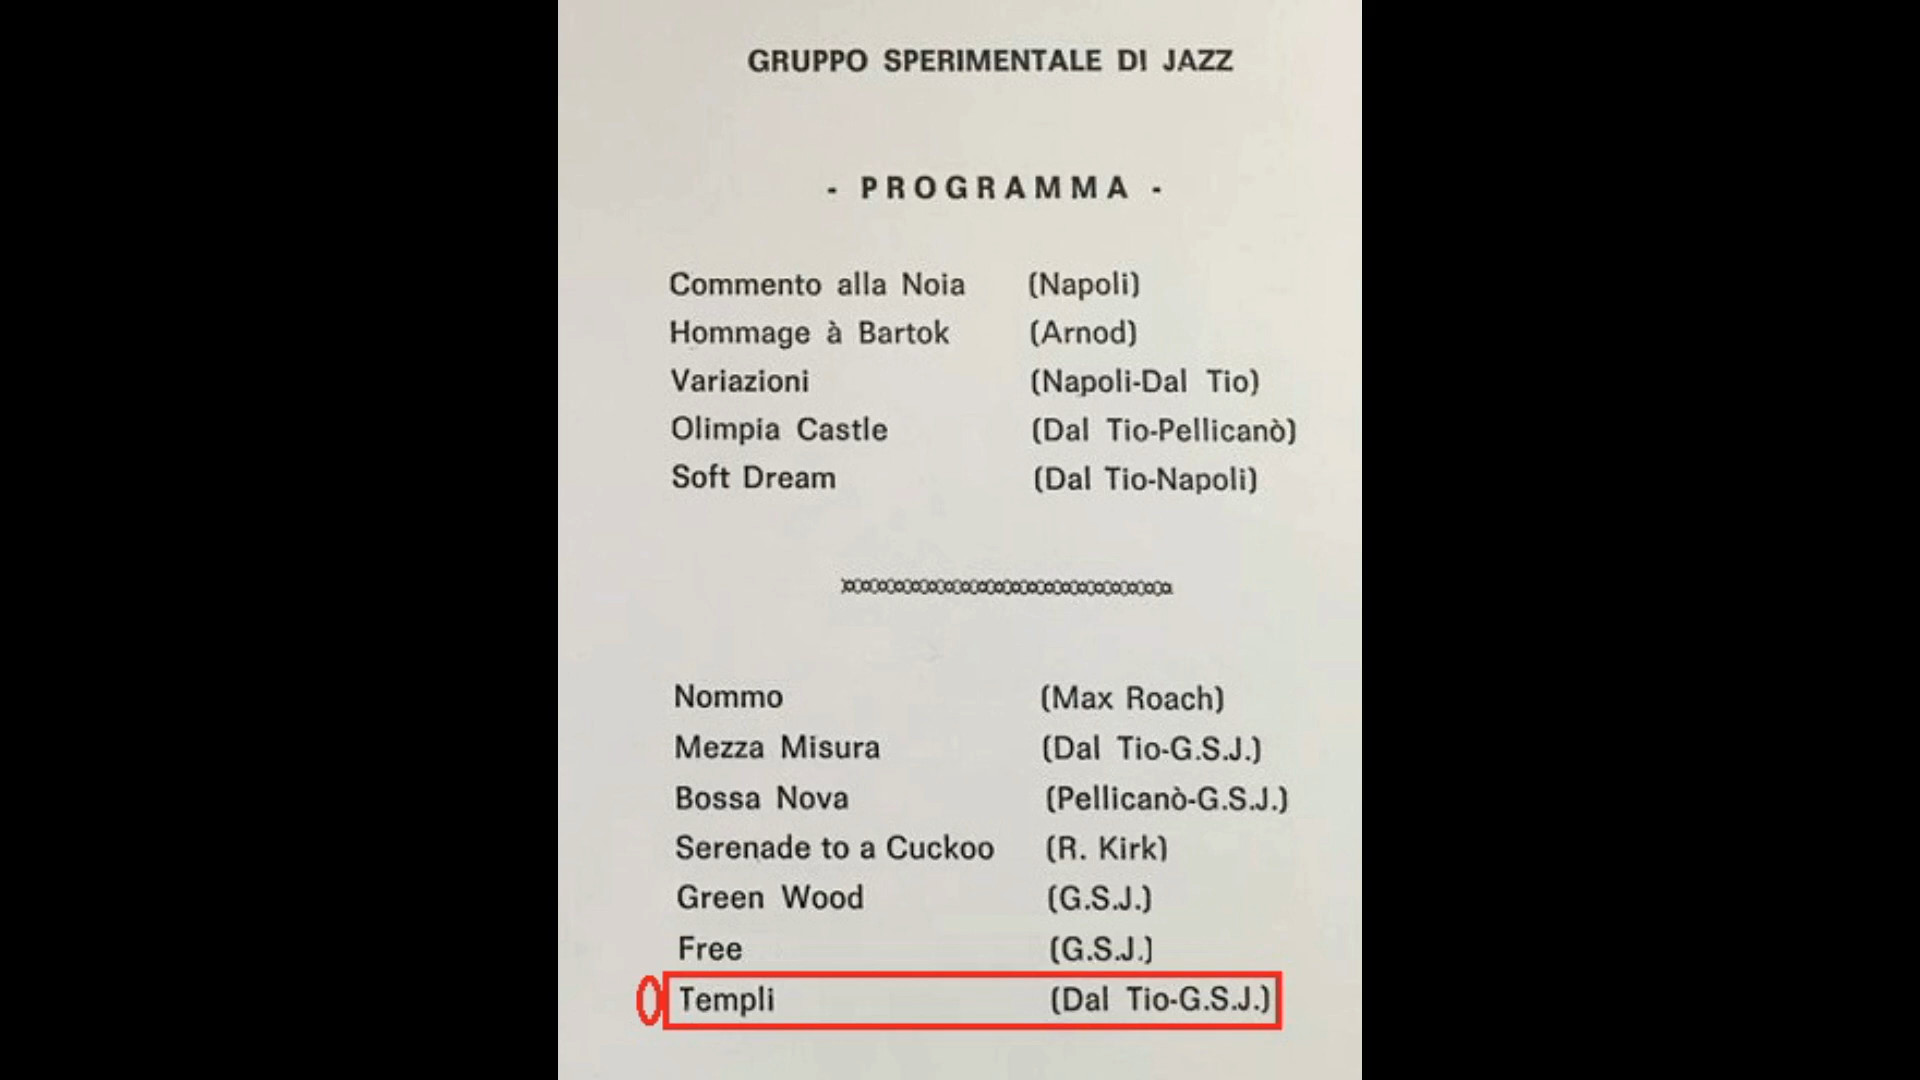 GRUPPO SPERIMENTALE DI JAZZ
- PROGRAMMA -
Commento alla Noia (Napoli)
Hommage à Bartok (Arnod)
Variazioni (Napoli-Dal Tio)
Olimpia Castle (Dal Tio-Pellicanò)
Soft Dream (Dal Tio-Napoli)
Nommo (Max Roach)
Mezza Misura (Dal Tio-G.S.J.)
Bossa Nova (Pellicanò-G.S.J.)
Serenade to a Cuckoo (R. Kirk)
Green Wood (G.S.J.)
Free (G.S.J.)
Templi (Dal Tio-G.S.J.)